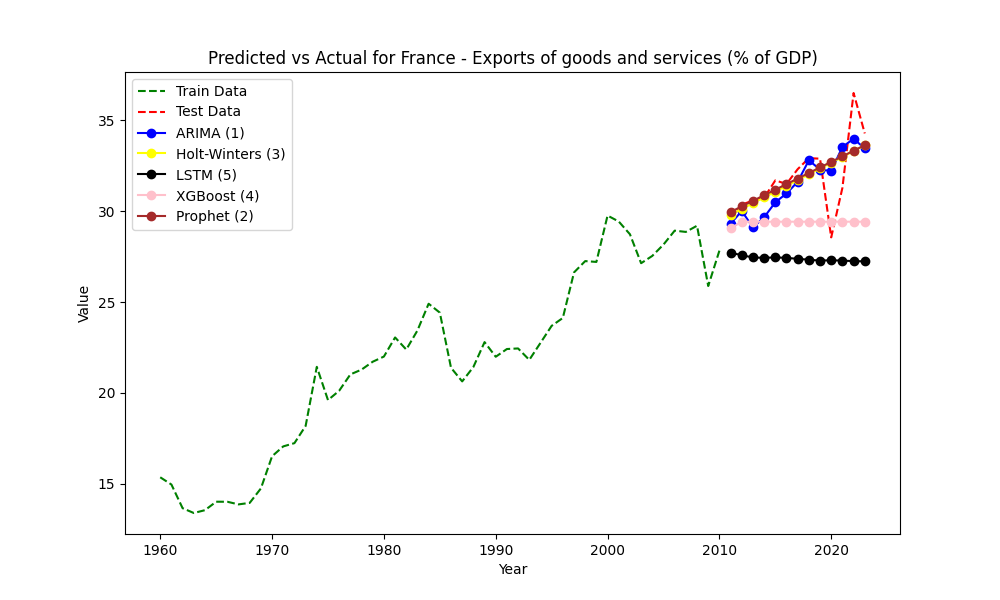 Predicted vs Actual for France - Exports of goods and services (% of GDP)
Train Data
Test Data
ARIMA (1)
Holt-Winters (3)
LSTM (5)
XGBoost (4)
Prophet (2)
Value
35
30
25
20
15
1960 1970 1980 1990 2000 2010 2020
Year